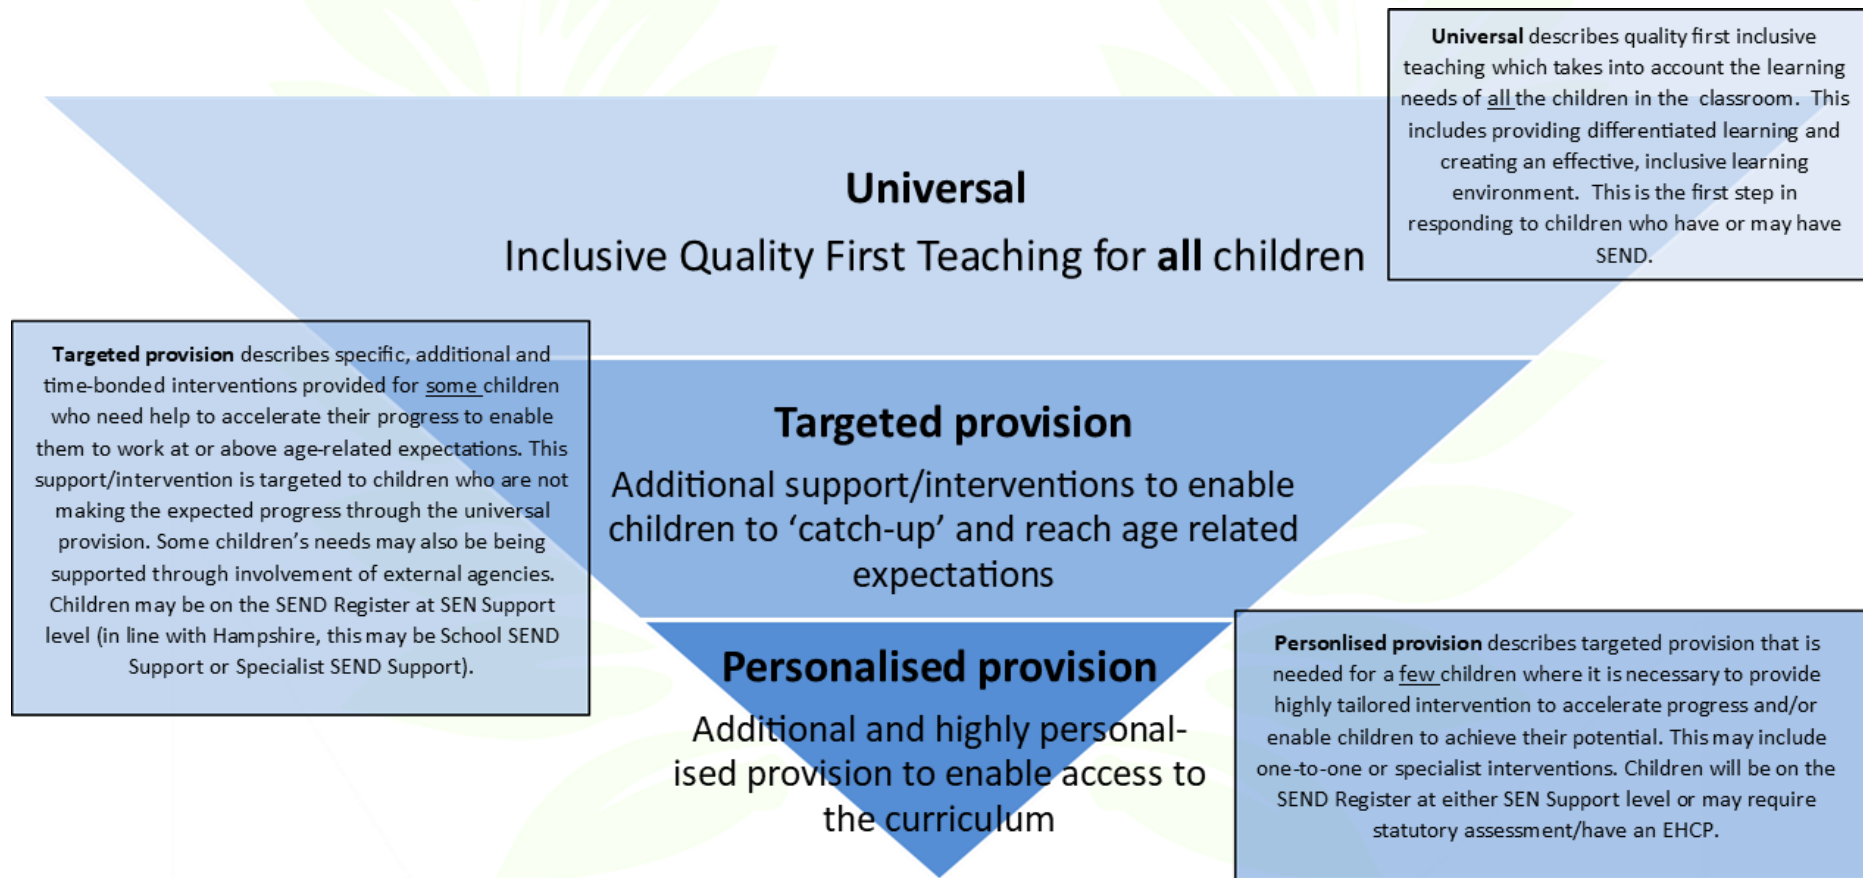 Universal describes quality first inclusive
teaching which takes into account the learning
needs of all the children in the classroom. This
includes providing differentiated learning and
creating an effective, inclusive learning
environment. This is the first step in
responding to children who have or may have
SEND.
Universal
Inclusive Quality First Teaching for all children
Targeted provision describes specific, additional and
time-bonded interventions provided for some children
who need help to accelerate their progress to enable
them to work at or above age-related expectations. This
support/intervention is targeted to children who are not
making the expected progress through the universal
provision. Some children’s needs may also be being
supported through involvement of external agencies.
Children may be on the SEND Register at SEN Support
level (in line with Hampshire, this may be School SEND
Support or Specialist SEND Support).
Targeted provision
Additional support/interventions to enable
children to ‘catch-up’ and reach age related
expectations
Personalised provision
Additional and highly personal-
ised provision to enable access to
the curriculum
Personlised provision describes targeted provision that is
needed for a few children where it is necessary to provide
highly tailored intervention to accelerate progress and/or
enable children to achieve their potential. This may include
one-to-one or specialist interventions. Children will be on the
SEND Register at either SEN Support level or may require
statutory assessment/have an EHCP.